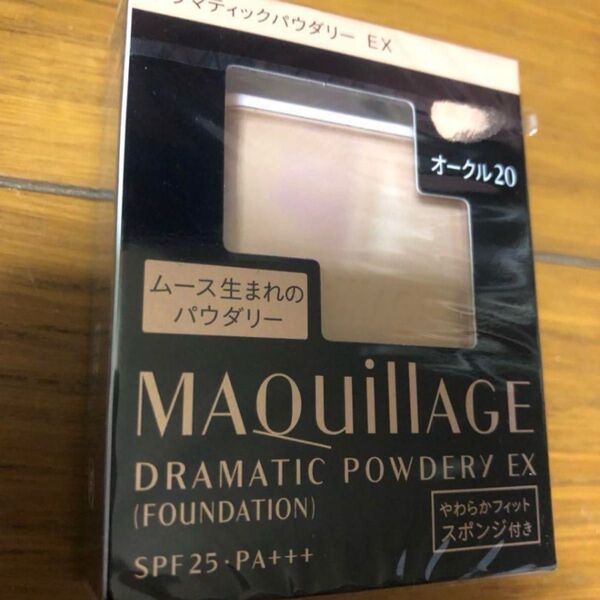 マティックパウダリー EX
オークル20
ムース生まれの
パウダリー
MAQuillAGE
DRAMATIC POWDERY EX
(FOUNDATION)
やわらかフィット
スポンジ付き
SPF25・PA+++